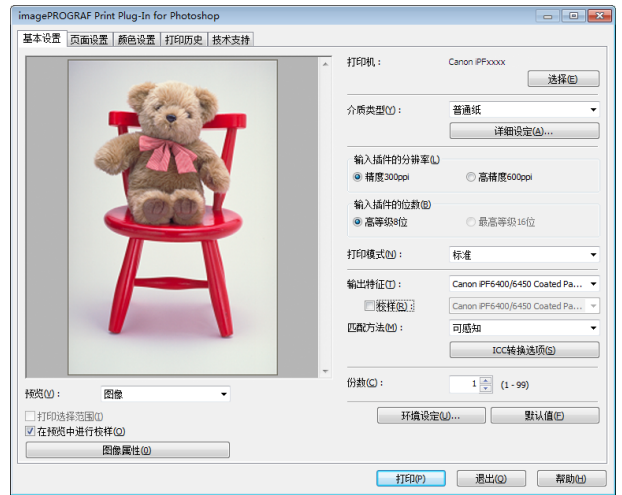 imagePROGRAF Print Plug-In for Photoshop
基本设置 页面设置 颜色设置 打印历史 技术支持
打印机： Canon iPFxxxx
选择(E)
介质类型(Y)： 普通纸
详细设定(A)...
输入插件的分辨率(L)
精度300ppi 高精度600ppi
输入插件的位数(B)
高等级8位 最高等级16位
打印模式(N)： 标准
输出特征(T)： Canon iPF6400/6450 Coated Pa...
校样(R)： Canon iPF6400/6450 Coated Pa...
匹配方法(M)： 可感知
ICC转换选项(S)
份数(C)： 1 (1 - 99)
预览(V)： 图像
打印选择范围(I)
在预览中进行校样(O)
图像属性(0)
环境设定(U)... 默认值(F)
打印(P) 退出(Q) 帮助(H)